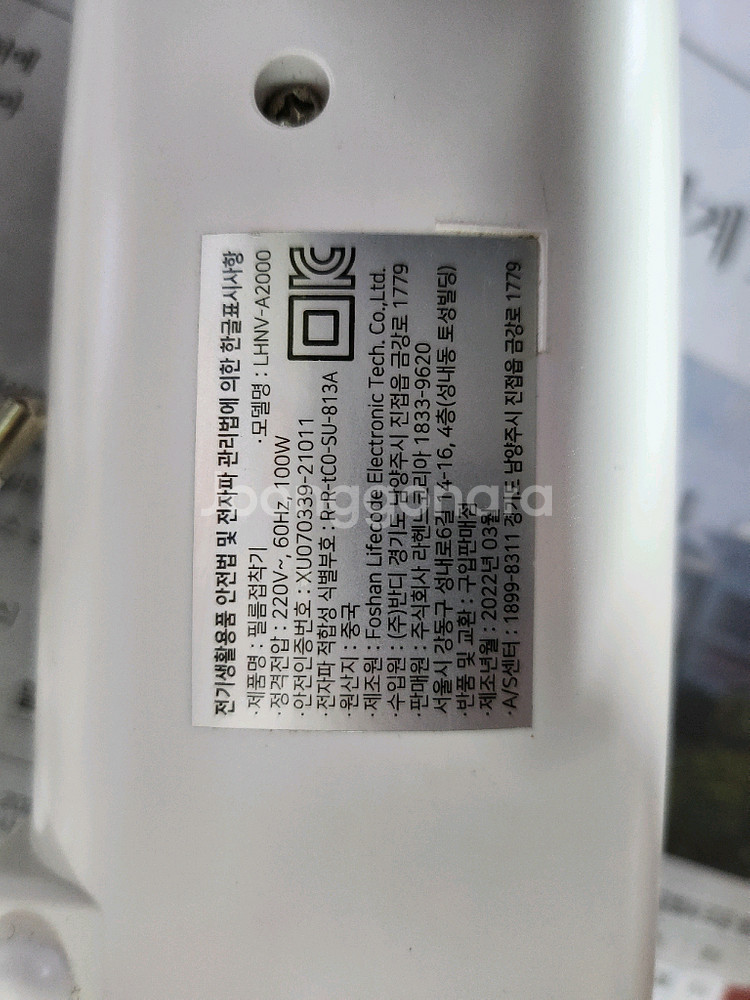 전기생활용품 안전법 및 전자파 관리법에 의한 한글표시사항
·제품명 : 필름접착기 ·모델명 : LHNV-A2000
·정격전압 : 220V~, 60Hz, 100W
·안전인증번호 : XU070339-21011
·전자파 적합성 식별부호 : R-R-tC0-SU-813A
·원산지 : 중국
·제조원 : Foshan Lifecode Electronic Tech. Co.,Ltd.
·수입원 : (주)반디 경기도 남양주시 진접읍 금강로 1779
·판매원 : 주식회사 라헨느코리아 1833-9620
서울시 강동구 성내로6길 14-16, 4층(성내동 토성빌딩)
·반품 및 교환 : 구입판매점
·제조년월 : 2022년 03월
·A/S센터 : 1899-8311 경기도 남양주시 진접읍 금강로 1779
Joonggonara
게